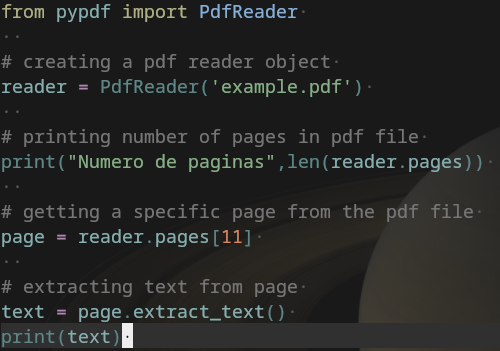 from pypdf import PdfReader
# creating a pdf reader object
reader = PdfReader('example.pdf')
# printing number of pages in pdf file
print("Numero de paginas",len(reader.pages))
# getting a specific page from the pdf file
page = reader.pages[11]
# extracting text from page
text = page.extract_text()
print(text)